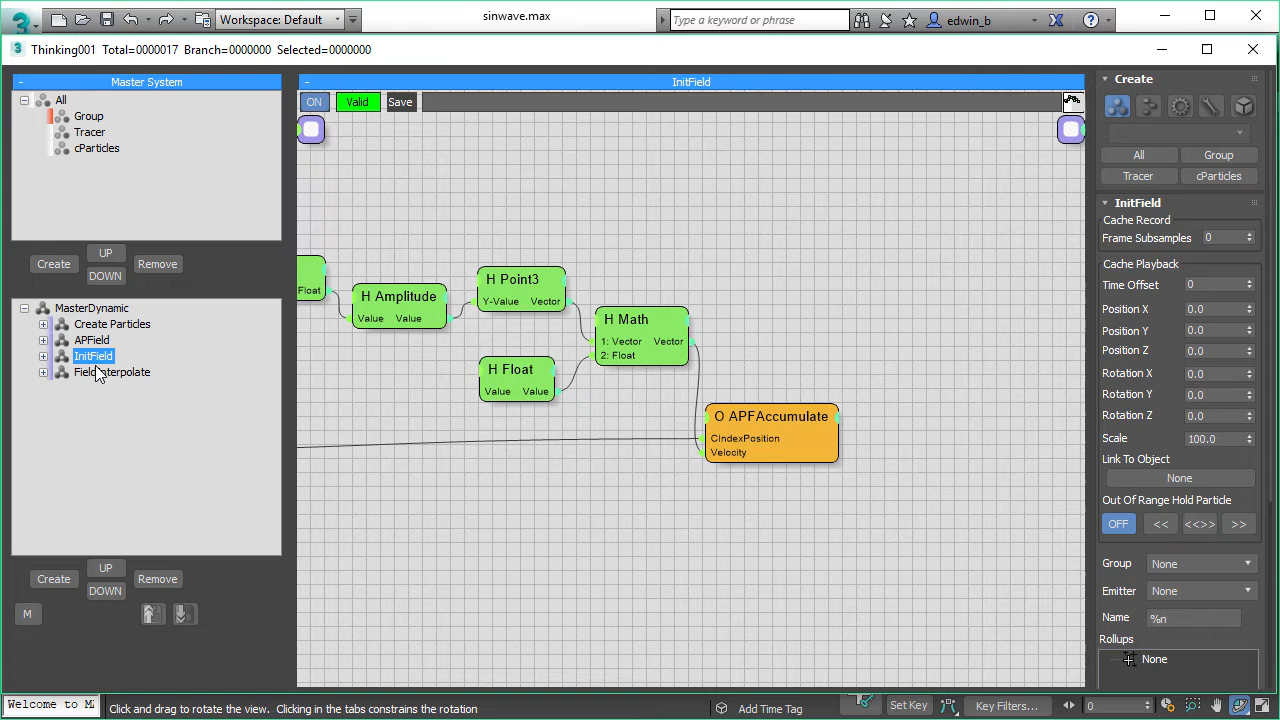 3 Workspace: Default sinwave.max Type a keyword or phrase edwin_b
3 Thinking001 Total=0000017 Branch=0000000 Selected=0000000
- Master System
All
Group
Tracer
cParticles
Create UP Remove
DOWN
MasterDynamic
Create Particles
APField
InitField
Create UP Remove
DOWN
M
- InitField
ON Valid Save
Float
H Amplitude
Value Value
H Point3
Y-Value Vector
H Math
1: Vector Vector
2: Float
H Float
Value Value
O APFAccumulate
CIndexPosition
Velocity
Create
All Group
Tracer cParticles
InitField
Cache Record
Frame Subsamples 0
Cache Playback
Time Offset 0
Position X 0.0
Position Y 0.0
Position Z 0.0
Rotation X 0.0
Rotation Y 0.0
Rotation Z 0.0
Scale 100.0
Link To Object
None
Out Of Range Hold Particle
OFF << <<>> >>
Group None
Emitter None
Name %n
Rollups
None
Click and drag to rotate the view. Clicking in the tabs constrains the rotation Add Time Tag Set Key Key Filters... 0